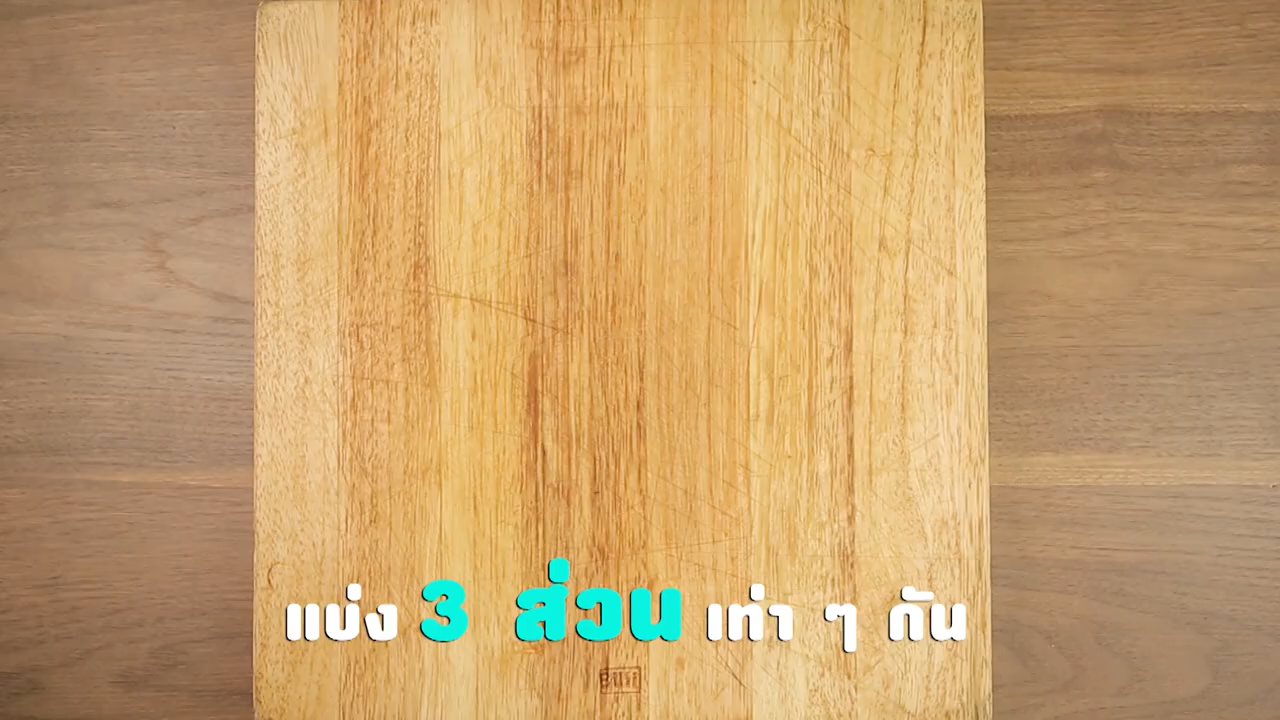 แบ่ง 3 ส่วน เท่า ๆ กัน